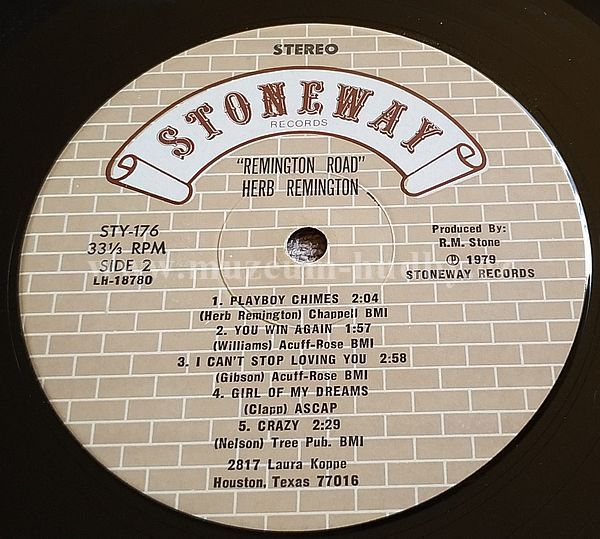 STEREO
STONEWAY
RECORDS
"REMINGTON ROAD"
HERB REMINGTON
STY-176
33⅓ RPM
SIDE 2
LH-18780
Produced By:
R.M. Stone
℗ 1979
STONEWAY RECORDS
1. PLAYBOY CHIMES 2:04
(Herb Remington) Chappell BMI
2. YOU WIN AGAIN 1:57
(Williams) Acuff-Rose BMI
3. I CAN'T STOP LOVING YOU 2:58
(Gibson) Acuff-Rose BMI
4. GIRL OF MY DREAMS
(Clapp) ASCAP
5. CRAZY 2:29
(Nelson) Tree Pub. BMI
2817 Laura Koppe
Houston, Texas 77016